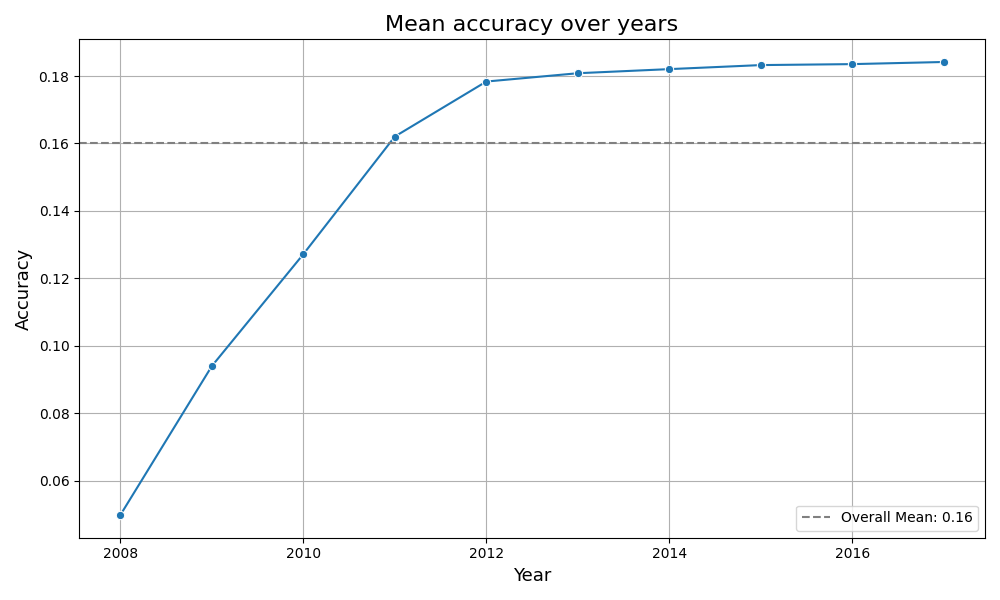 Mean accuracy over years
Accuracy
0.18
0.16
0.14
0.12
0.10
0.08
0.06
Overall Mean: 0.16
2008 2010 2012 2014 2016
Year